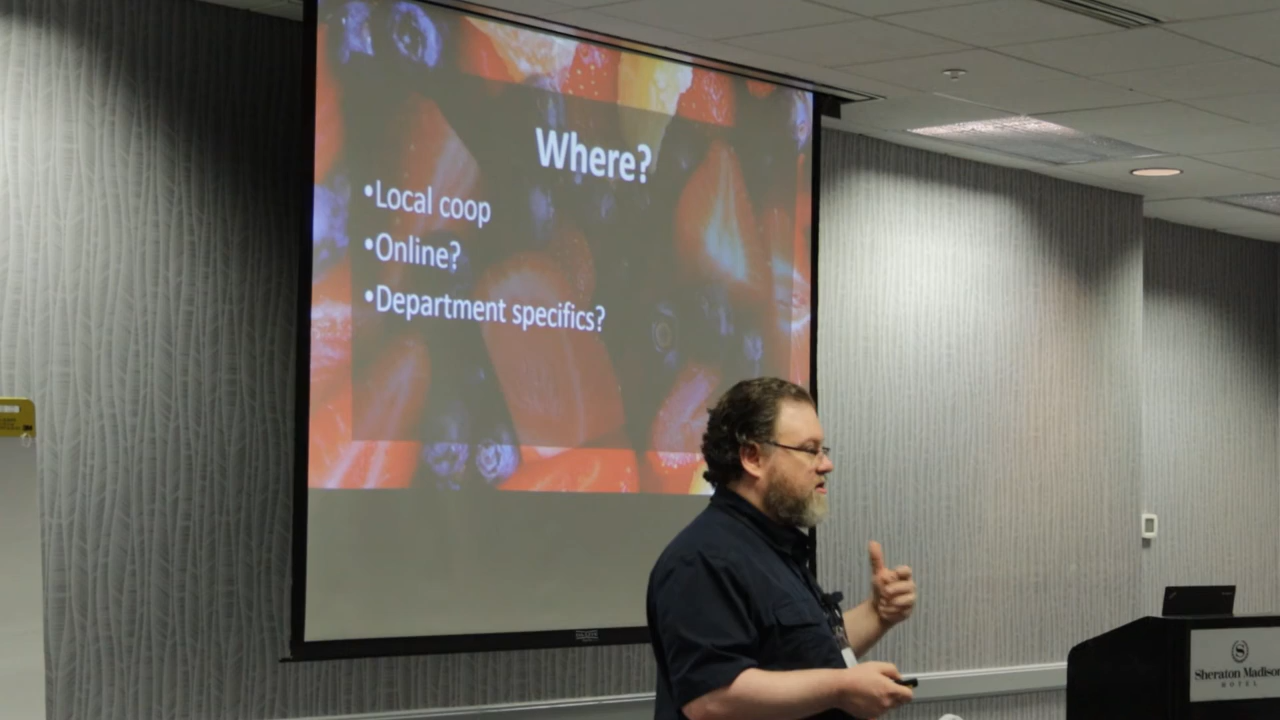 Where?
•Local coop
•Online?
•Department specifics?
Sheraton Madison
HOTEL